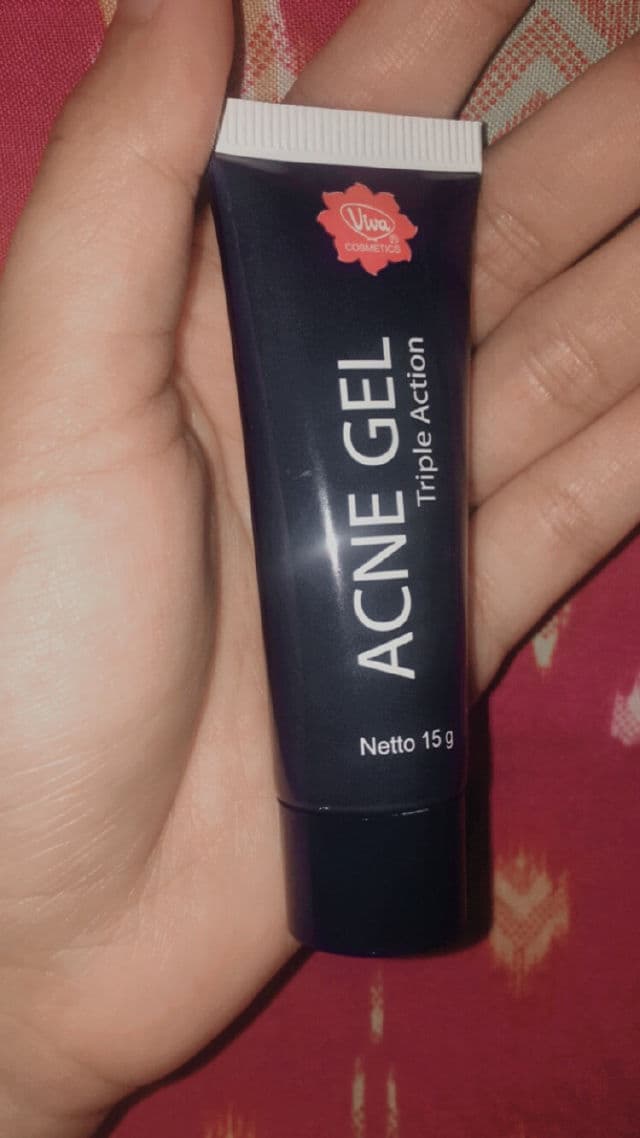 Viva®
COSMETICS
ACNE GEL
Triple Action
Netto 15 g